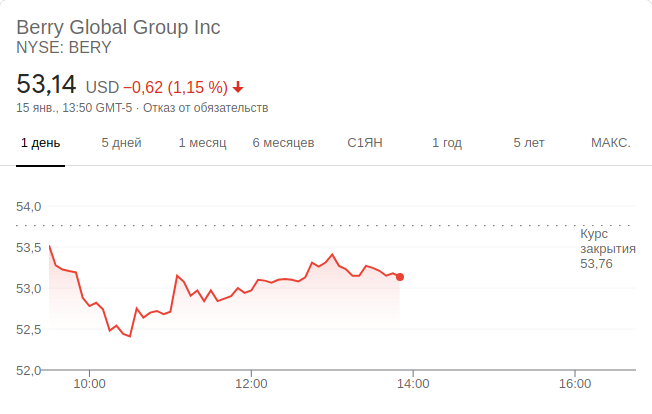 Berry Global Group Inc
NYSE: BERY
53,14 USD −0,62 (1,15 %)
15 янв., 13:50 GMT-5 · Отказ от обязательств
1 день 5 дней 1 месяц 6 месяцев С1ЯН 1 год 5 лет МАКС.
54,0
Курс
закрытия
53,76
53,5
53,0
52,5
52,0
10:00 12:00 14:00 16:00